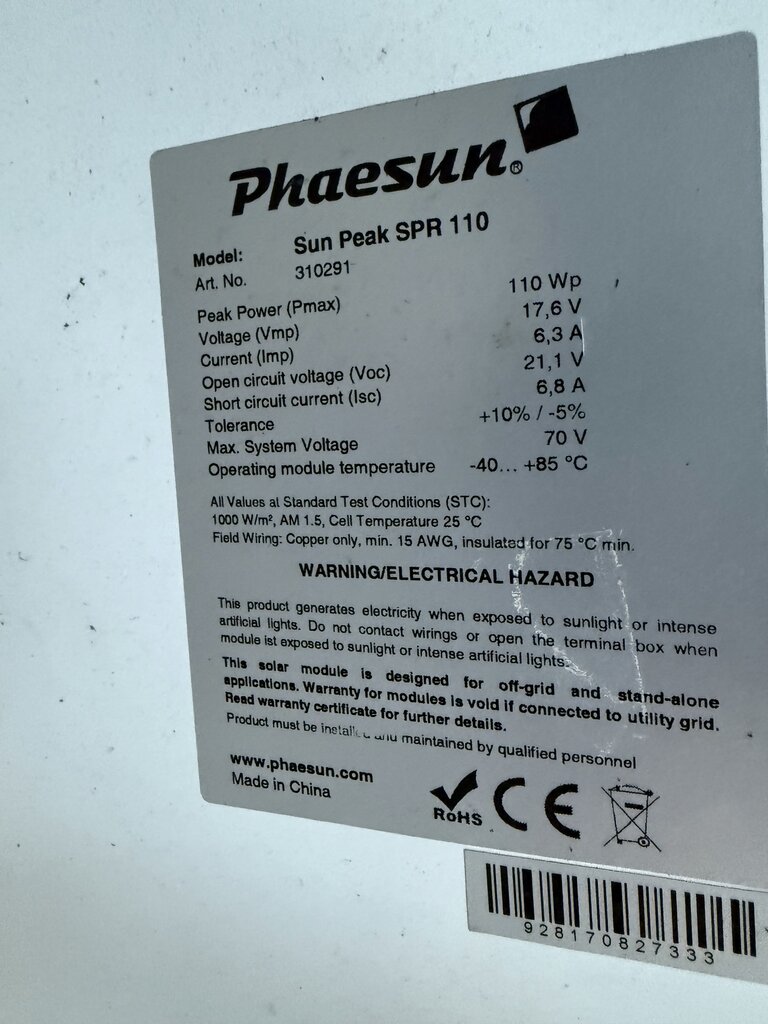 Phaesun®
Model: Sun Peak SPR 110
Art. No. 310291
Peak Power (Pmax) 110 Wp
Voltage (Vmp) 17,6 V
Current (Imp) 6,3 A
Open circuit voltage (Voc) 21,1 V
Short circuit current (Isc) 6,8 A
Tolerance +10% / -5%
Max. System Voltage 70 V
Operating module temperature -40... +85 °C
All Values at Standard Test Conditions (STC):
1000 W/m², AM 1.5, Cell Temperature 25 °C
Field Wiring: Copper only, min. 15 AWG, insulated for 75 °C min.
WARNING/ELECTRICAL HAZARD
This product generates electricity when exposed to sunlight or intense
artificial lights. Do not contact wirings or open the terminal box when
module ist exposed to sunlight or intense artificial lights.
This solar module is designed for off-grid and stand-alone
applications. Warranty for modules is void if connected to utility grid.
Read warranty certificate for further details.
Product must be installed and maintained by qualified personnel
www.phaesun.com
Made in China
RoHS CE
928170827333